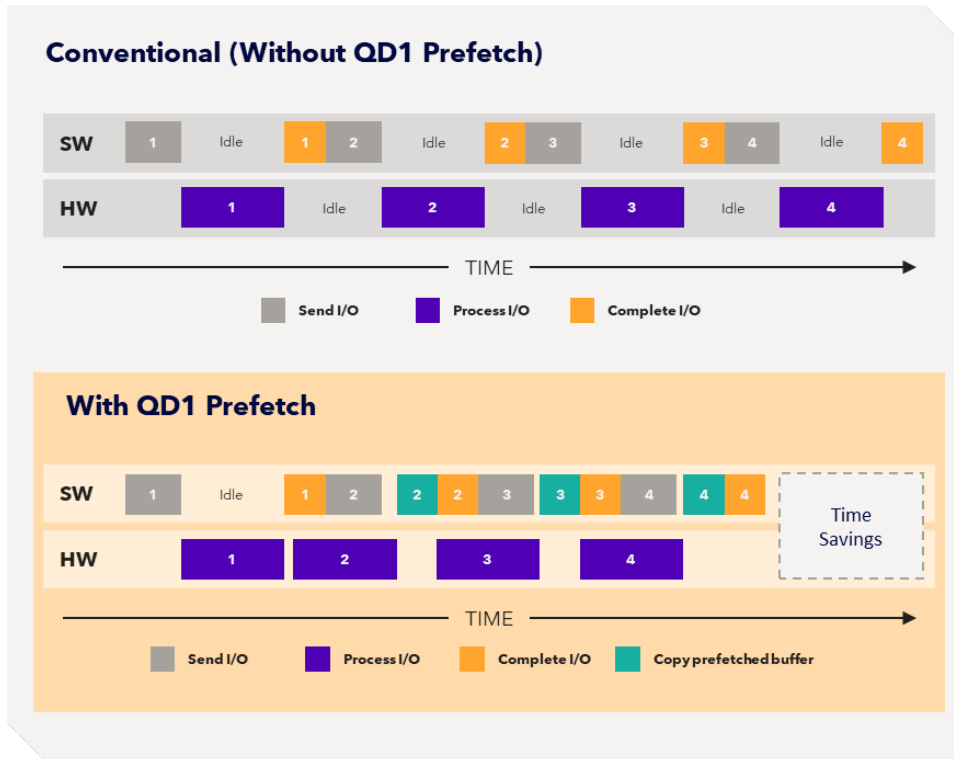 Conventional (Without QD1 Prefetch)
SW 1 Idle 1 2 Idle 2 3 Idle 3 4 Idle 4
HW 1 Idle 2 Idle 3 Idle 4
TIME
Send I/O Process I/O Complete I/O
With QD1 Prefetch
SW 1 Idle 1 2 2 2 3 3 3 4 4 4
HW 1 2 3 4
Time
Savings
TIME
Send I/O Process I/O Complete I/O Copy prefetched buffer